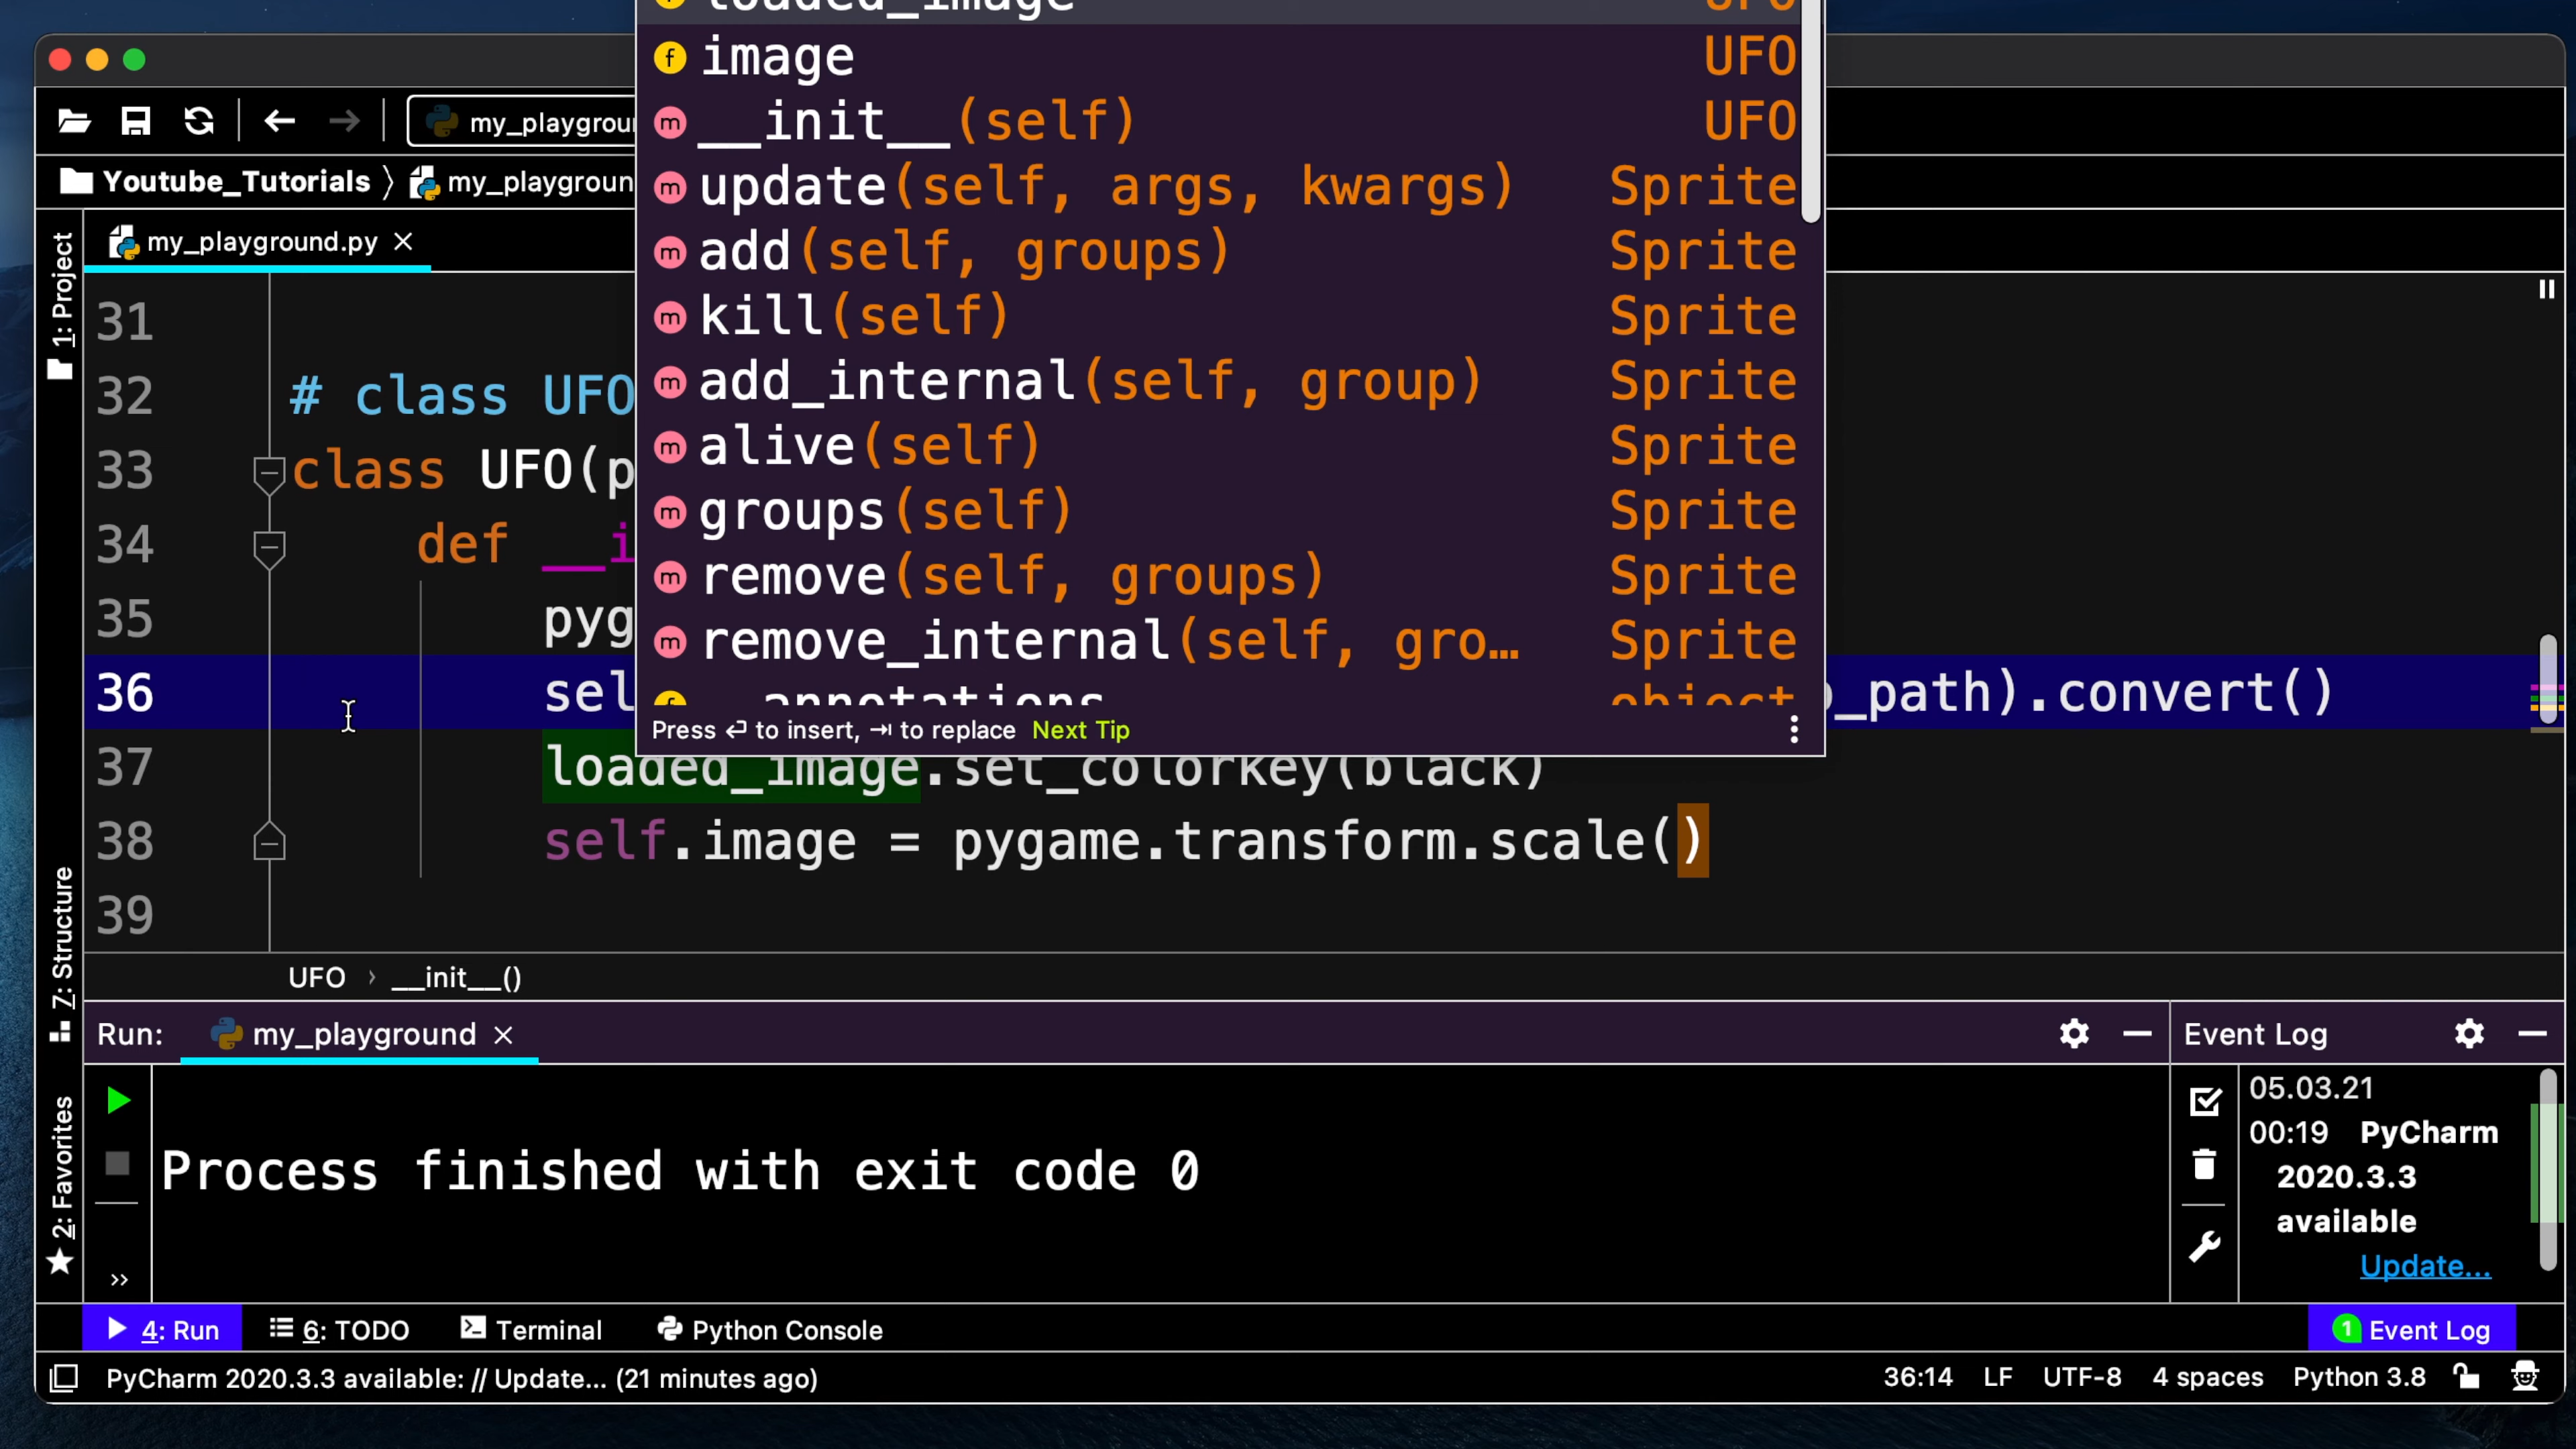 loaded_image UFO
image UFO
__init__(self) UFO
update(self, args, kwargs) Sprite
add(self, groups) Sprite
kill(self) Sprite
add_internal(self, group) Sprite
alive(self) Sprite
groups(self) Sprite
remove(self, groups) Sprite
remove_internal(self, gro… Sprite
__annotations__ object
Press ↩ to insert, ⇥ to replace Next Tip
my_playgroun
Youtube_Tutorials 〉 my_playgroun
my_playground.py ×
1: Project
31
32 # class UFO
33 class UFO(p
34 def __i
35 pyg
36 sel _path).convert()
37 loaded_image.set_colorkey(black)
38 self.image = pygame.transform.scale()
39
7: Structure
2: Favorites
UFO › __init__()
Run: my_playground ×
Process finished with exit code 0
»
Event Log
05.03.21
00:19 PyCharm
2020.3.3
available
Update...
4: Run 6: TODO Terminal Python Console 1 Event Log
PyCharm 2020.3.3 available: // Update... (21 minutes ago) 36:14 LF UTF-8 4 spaces Python 3.8